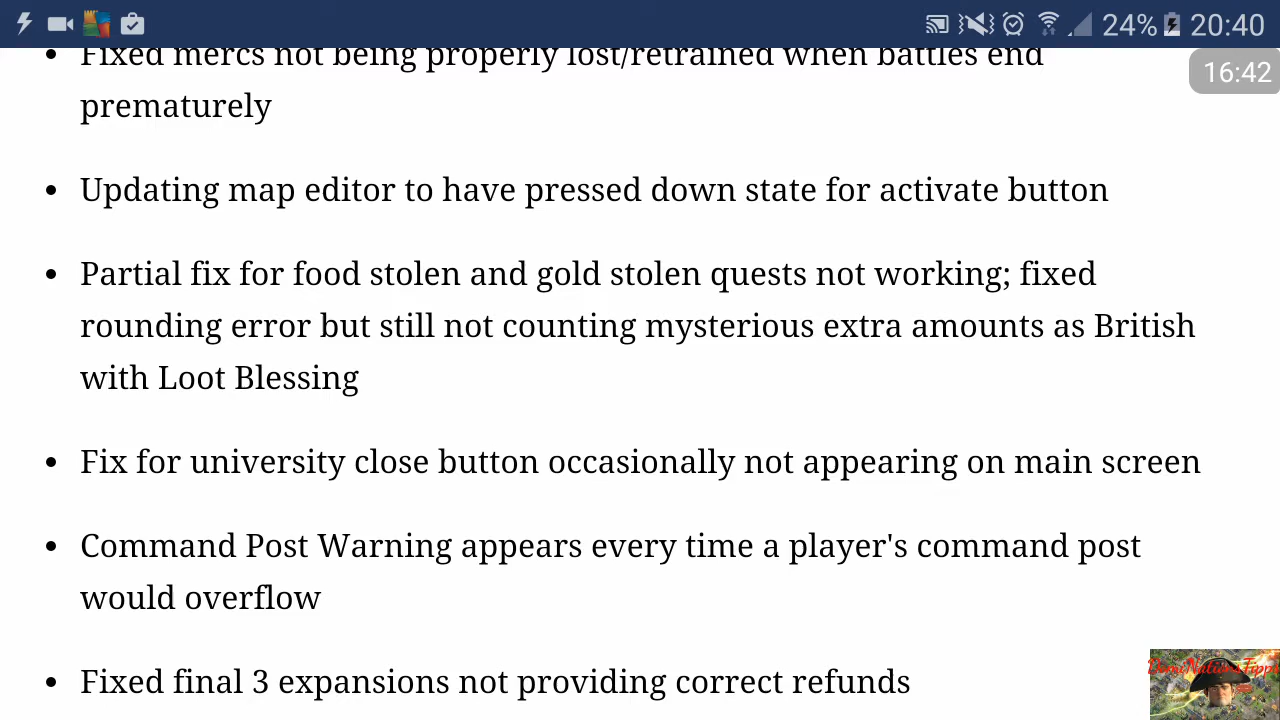 24% 20:40
16:42
• Fixed mercs not being properly lost/retrained when battles end
prematurely
• Updating map editor to have pressed down state for activate button
• Partial fix for food stolen and gold stolen quests not working; fixed
rounding error but still not counting mysterious extra amounts as British
with Loot Blessing
• Fix for university close button occasionally not appearing on main screen
• Command Post Warning appears every time a player's command post
would overflow
• Fixed final 3 expansions not providing correct refunds
DomiNationsTipps